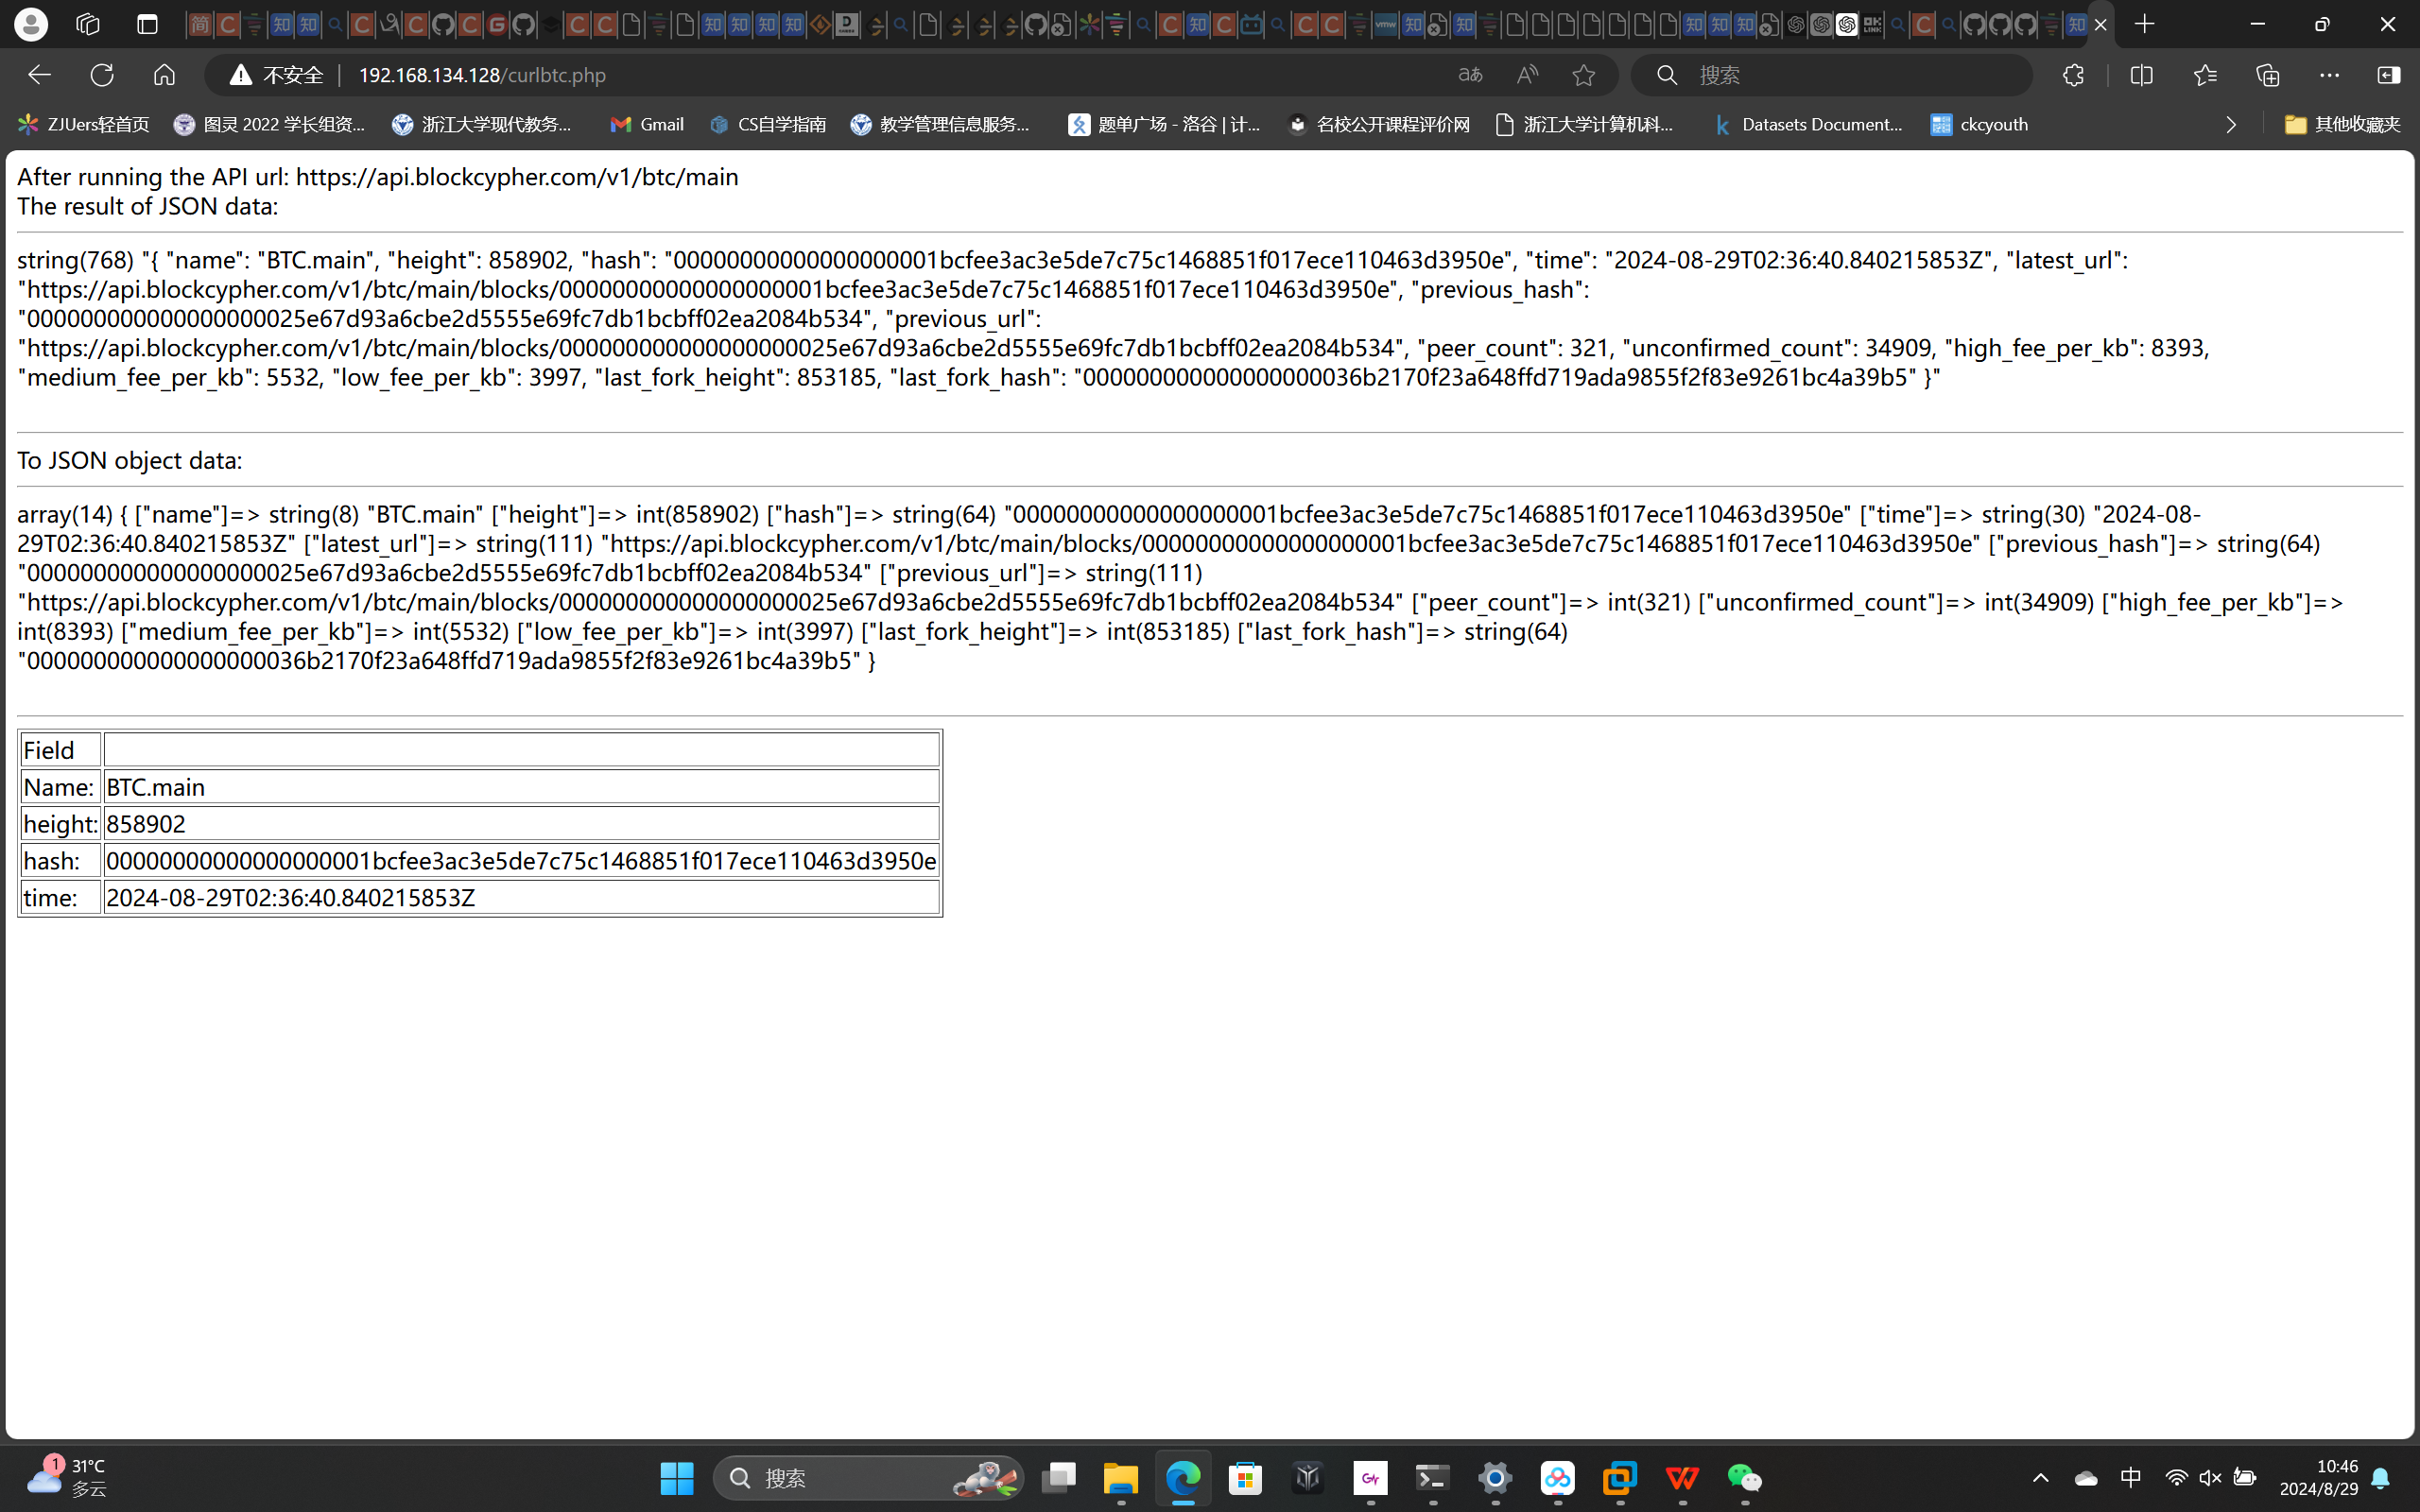 不安全
192.168.134.128/curlbtc.php
搜索
ZJUers轻首页
图灵 2022 学长组资...
浙江大学现代教务...
Gmail
CS自学指南
教学管理信息服务...
题单广场 - 洛谷 | 计...
名校公开课程评价网
浙江大学计算机科...
Datasets Document...
ckcyouth
其他收藏夹
After running the API url: https://api.blockcypher.com/v1/btc/main
The result of JSON data:
string(768) "{ "name": "BTC.main", "height": 858902, "hash": "00000000000000000001bcfee3ac3e5de7c75c1468851f017ece110463d3950e", "time": "2024-08-29T02:36:40.840215853Z", "latest_url":
"https://api.blockcypher.com/v1/btc/main/blocks/00000000000000000001bcfee3ac3e5de7c75c1468851f017ece110463d3950e", "previous_hash":
"000000000000000000025e67d93a6cbe2d5555e69fc7db1bcbff02ea2084b534", "previous_url":
"https://api.blockcypher.com/v1/btc/main/blocks/000000000000000000025e67d93a6cbe2d5555e69fc7db1bcbff02ea2084b534", "peer_count": 321, "unconfirmed_count": 34909, "high_fee_per_kb": 8393,
"medium_fee_per_kb": 5532, "low_fee_per_kb": 3997, "last_fork_height": 853185, "last_fork_hash": "000000000000000000036b2170f23a648ffd719ada9855f2f83e9261bc4a39b5" }"
To JSON object data:
array(14) { ["name"]=> string(8) "BTC.main" ["height"]=> int(858902) ["hash"]=> string(64) "00000000000000000001bcfee3ac3e5de7c75c1468851f017ece110463d3950e" ["time"]=> string(30) "2024-08-
29T02:36:40.840215853Z" ["latest_url"]=> string(111) "https://api.blockcypher.com/v1/btc/main/blocks/00000000000000000001bcfee3ac3e5de7c75c1468851f017ece110463d3950e" ["previous_hash"]=> string(64)
"000000000000000000025e67d93a6cbe2d5555e69fc7db1bcbff02ea2084b534" ["previous_url"]=> string(111)
"https://api.blockcypher.com/v1/btc/main/blocks/000000000000000000025e67d93a6cbe2d5555e69fc7db1bcbff02ea2084b534" ["peer_count"]=> int(321) ["unconfirmed_count"]=> int(34909) ["high_fee_per_kb"]=>
int(8393) ["medium_fee_per_kb"]=> int(5532) ["low_fee_per_kb"]=> int(3997) ["last_fork_height"]=> int(853185) ["last_fork_hash"]=> string(64)
"000000000000000000036b2170f23a648ffd719ada9855f2f83e9261bc4a39b5" }
Field
Name: BTC.main
height: 858902
hash: 00000000000000000001bcfee3ac3e5de7c75c1468851f017ece110463d3950e
time: 2024-08-29T02:36:40.840215853Z
1
31°C
多云
搜索
中
10:46
2024/8/29